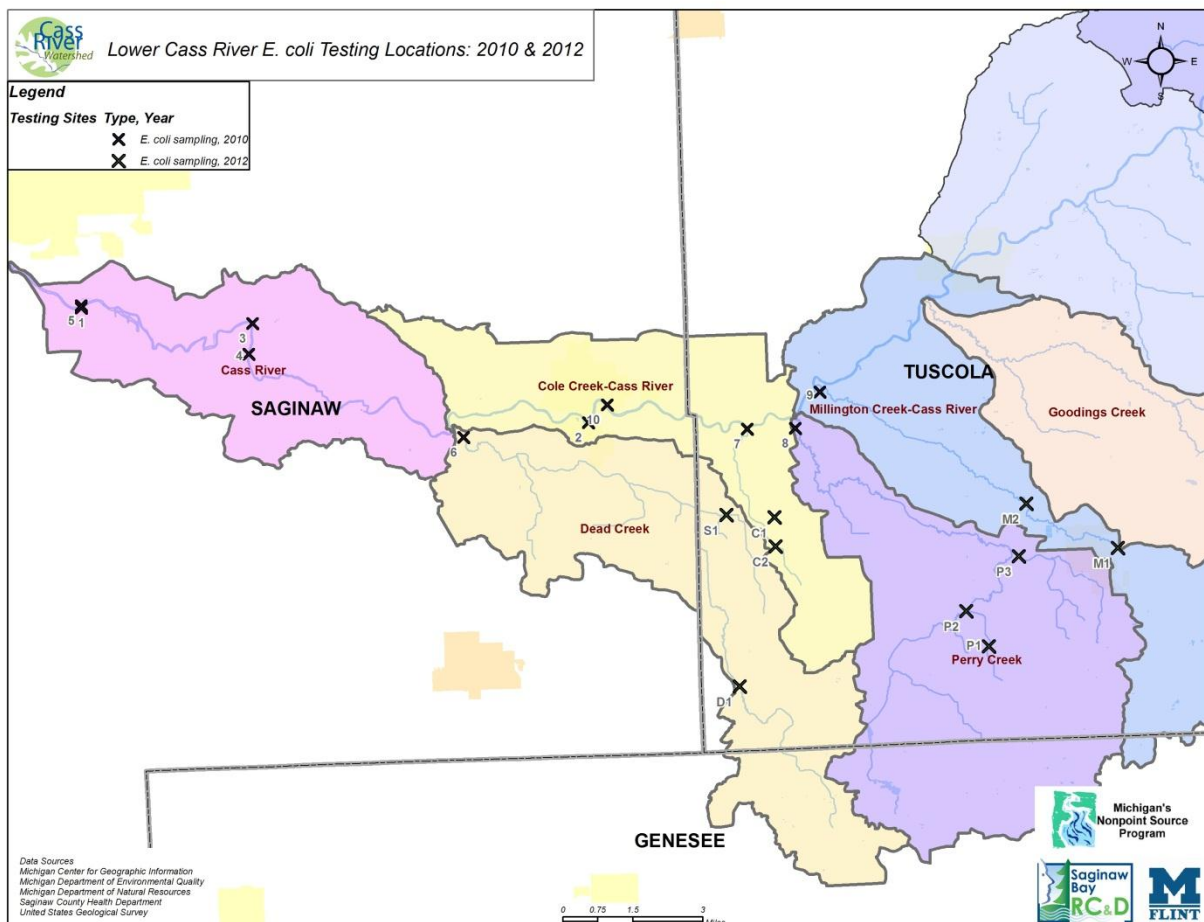 Cass
River
Watershed
Lower Cass River E. coli Testing Locations: 2010 & 2012
N
W
E
S
Legend
Testing Sites Type, Year
E. coli sampling, 2010
E. coli sampling, 2012
5
1
3
4
Cass River
SAGINAW
Cole Creek-Cass River
10
2
6
7
8
9
TUSCOLA
Millington Creek-Cass River
Goodings Creek
Dead Creek
S1
C1
C2
M2
M1
P3
P2
P1
Perry Creek
D1
GENESEE
Michigan's
Nonpoint Source
Program
Data Sources
Michigan Center for Geographic Information
Michigan Department of Environmental Quality
Michigan Department of Natural Resources
Saginaw County Health Department
United States Geological Survey
0 0.75 1.5 3
Miles
Saginaw
Bay
RC&D
M
FLINT